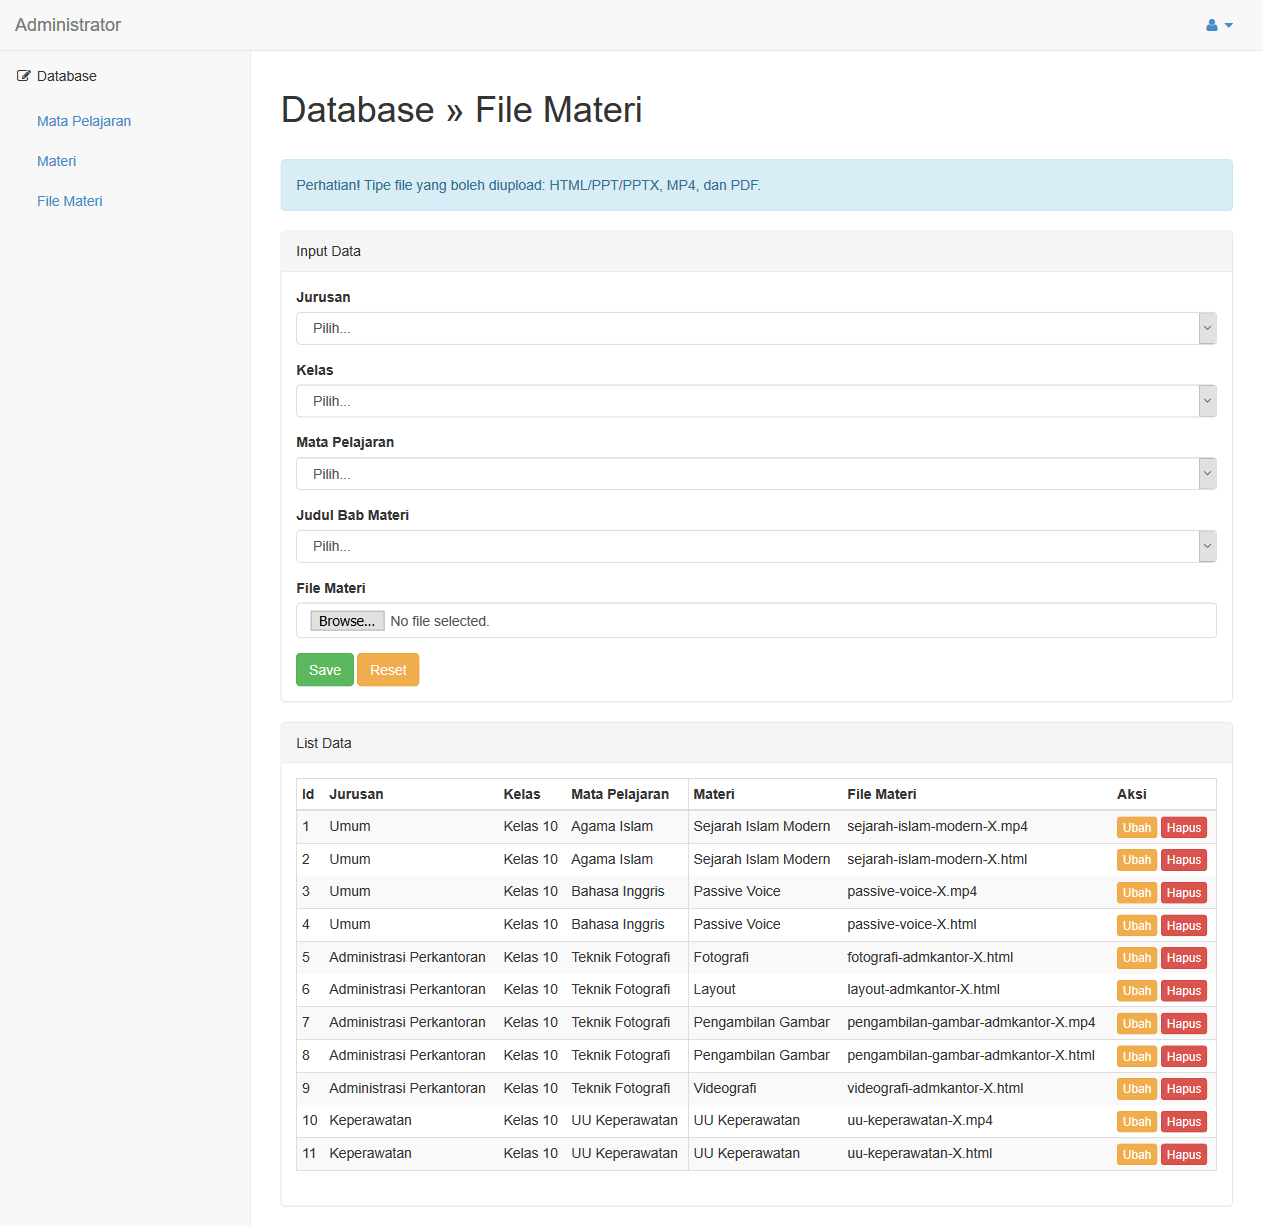 Administrator
Database
Mata Pelajaran
Materi
File Materi
Database » File Materi
Perhatian! Tipe file yang boleh diupload: HTML/PPT/PPTX, MP4, dan PDF.
Input Data
Jurusan
Pilih...
Kelas
Pilih...
Mata Pelajaran
Pilih...
Judul Bab Materi
Pilih...
File Materi
Browse... No file selected.
Save Reset
List Data
Id Jurusan Kelas Mata Pelajaran Materi File Materi Aksi
1 Umum Kelas 10 Agama Islam Sejarah Islam Modern sejarah-islam-modern-X.mp4 Ubah Hapus
2 Umum Kelas 10 Agama Islam Sejarah Islam Modern sejarah-islam-modern-X.html Ubah Hapus
3 Umum Kelas 10 Bahasa Inggris Passive Voice passive-voice-X.mp4 Ubah Hapus
4 Umum Kelas 10 Bahasa Inggris Passive Voice passive-voice-X.html Ubah Hapus
5 Administrasi Perkantoran Kelas 10 Teknik Fotografi Fotografi fotografi-admkantor-X.html Ubah Hapus
6 Administrasi Perkantoran Kelas 10 Teknik Fotografi Layout layout-admkantor-X.html Ubah Hapus
7 Administrasi Perkantoran Kelas 10 Teknik Fotografi Pengambilan Gambar pengambilan-gambar-admkantor-X.mp4 Ubah Hapus
8 Administrasi Perkantoran Kelas 10 Teknik Fotografi Pengambilan Gambar pengambilan-gambar-admkantor-X.html Ubah Hapus
9 Administrasi Perkantoran Kelas 10 Teknik Fotografi Videografi videografi-admkantor-X.html Ubah Hapus
10 Keperawatan Kelas 10 UU Keperawatan UU Keperawatan uu-keperawatan-X.mp4 Ubah Hapus
11 Keperawatan Kelas 10 UU Keperawatan UU Keperawatan uu-keperawatan-X.html Ubah Hapus